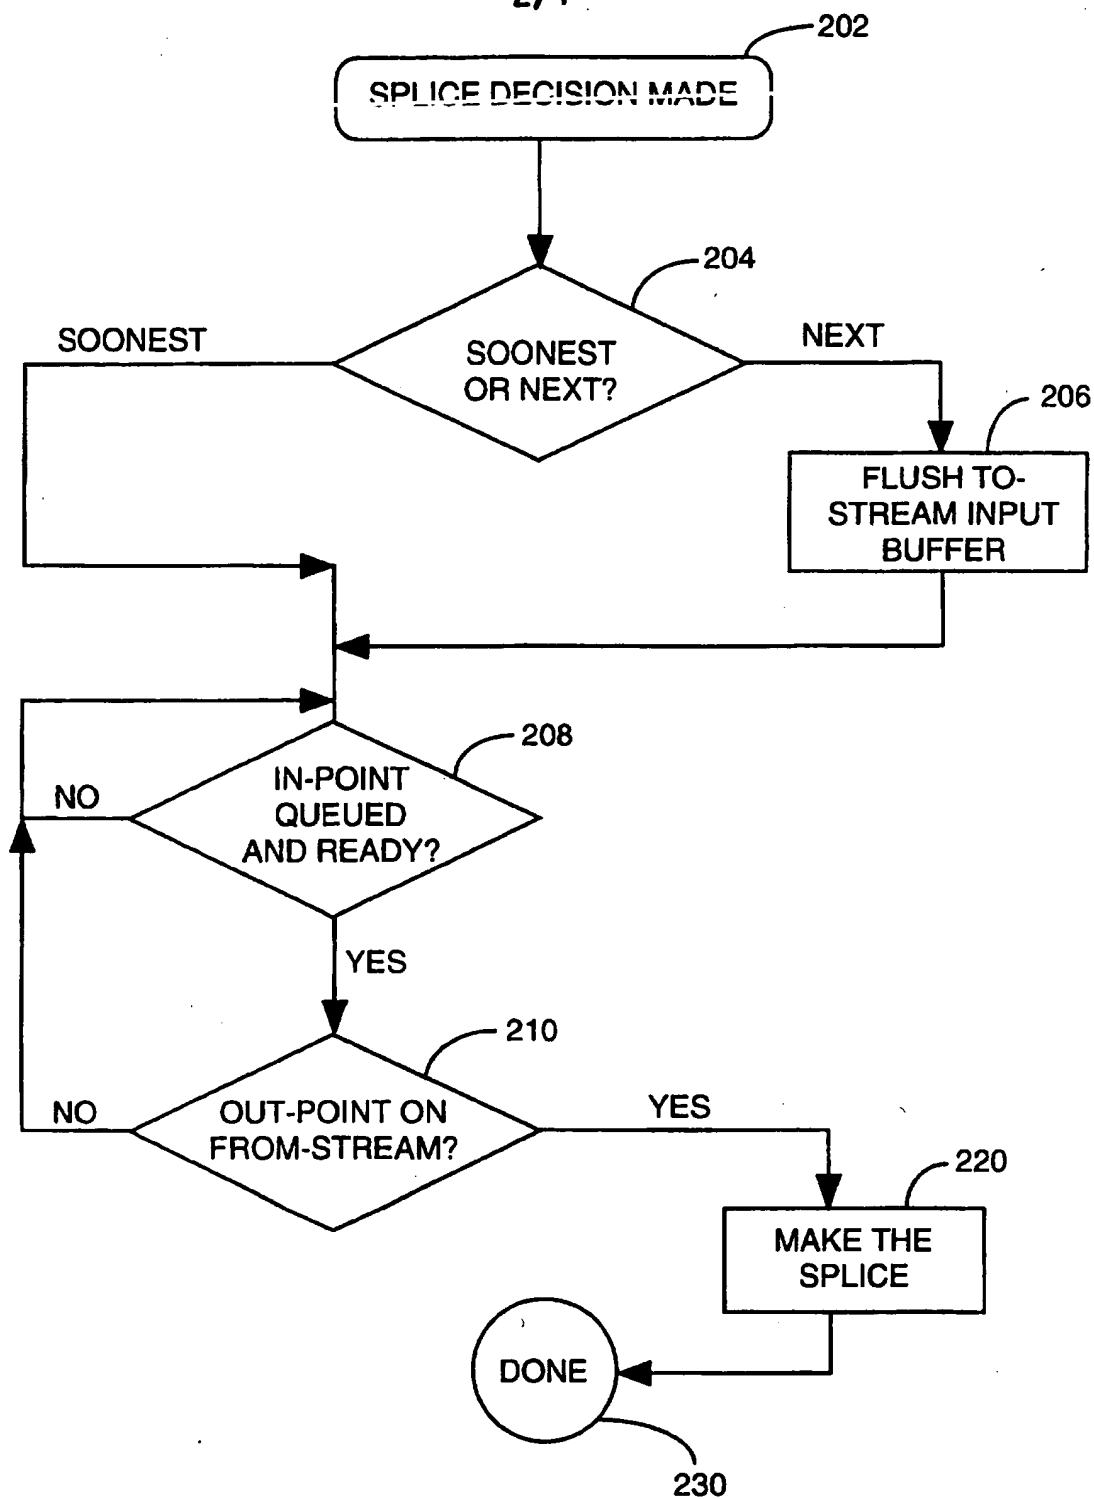 202
SPLICE DECISION MADE
204
SOONEST
NEXT
SOONEST
OR NEXT?
206
FLUSH TO-
STREAM INPUT
BUFFER
208
IN-POINT
QUEUED
AND READY?
NO
YES
210
OUT-POINT ON
FROM-STREAM?
NO
YES
220
MAKE THE
SPLICE
DONE
230